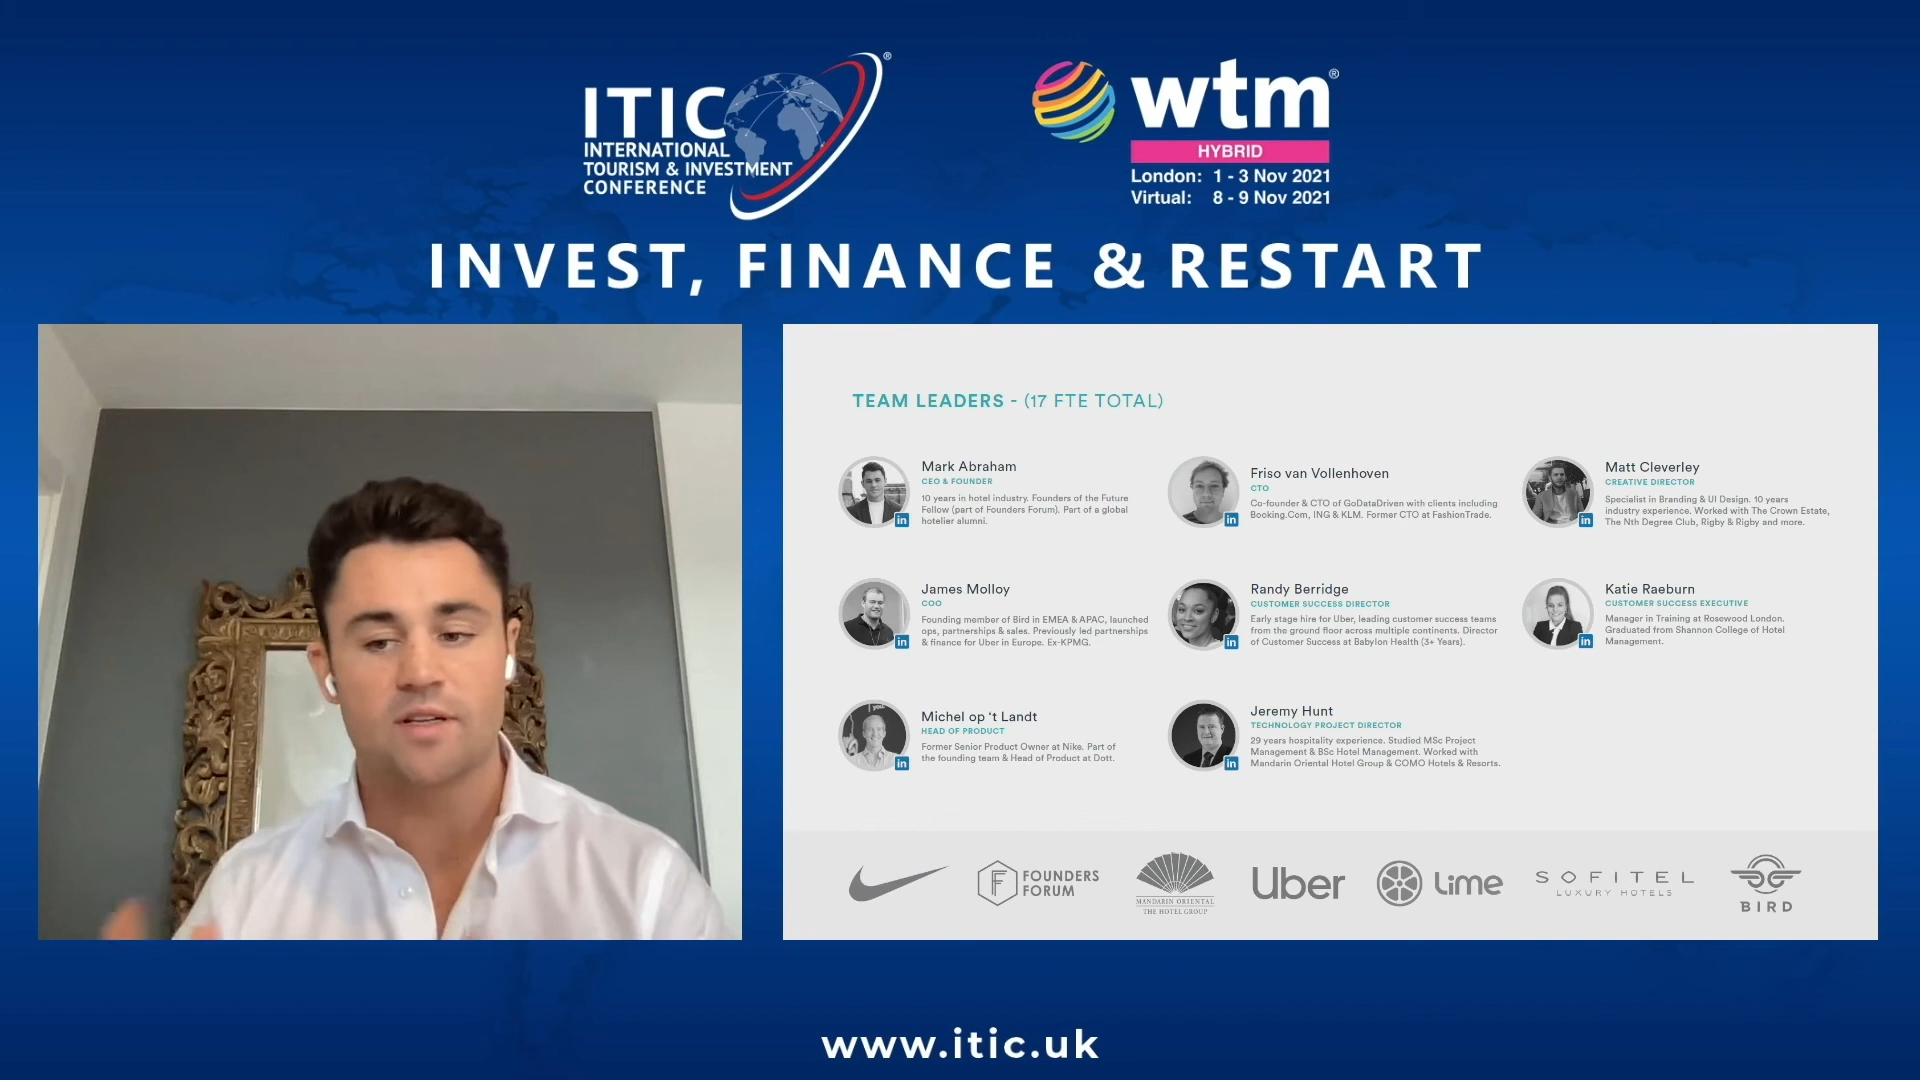 ITIC
INTERNATIONAL
TOURISM & INVESTMENT
CONFERENCE
®
wtm®
HYBRID
London: 1 - 3 Nov 2021
Virtual: 8 - 9 Nov 2021
INVEST, FINANCE & RESTART
TEAM LEADERS - (17 FTE TOTAL)
Mark Abraham
CEO & FOUNDER
10 years in hotel industry. Founders of the Future
Fellow (part of Founders Forum). Part of a global
hotelier alumni.
in
Friso van Vollenhoven
CTO
Co-founder & CTO of GoDataDriven with clients including
Booking.Com, ING & KLM. Former CTO at FashionTrade.
in
Matt Cleverley
CREATIVE DIRECTOR
Specialist in Branding & UI Design. 10 years
industry experience. Worked with The Crown Estate,
The Nth Degree Club, Rigby & Rigby and more.
in
James Molloy
COO
Founding member of Bird in EMEA & APAC, launched
ops, partnerships & sales. Previously led partnerships
& finance for Uber in Europe. Ex-KPMG.
in
Randy Berridge
CUSTOMER SUCCESS DIRECTOR
Early stage hire for Uber, leading customer success teams
from the ground floor across multiple continents. Director
of Customer Success at Babylon Health (3+ Years).
in
Katie Raeburn
CUSTOMER SUCCESS EXECUTIVE
Manager in Training at Rosewood London.
Graduated from Shannon College of Hotel
Management.
in
Michel op ‘t Landt
HEAD OF PRODUCT
Former Senior Product Owner at Nike. Part of
the founding team & Head of Product at Dott.
in
Jeremy Hunt
TECHNOLOGY PROJECT DIRECTOR
29 years hospitality experience. Studied MSc Project
Management & BSc Hotel Management. Worked with
Mandarin Oriental Hotel Group & COMO Hotels & Resorts.
in
F FOUNDERS
FORUM
MANDARIN ORIENTAL
THE HOTEL GROUP
Uber
Lime
SOFITEL
LUXURY HOTELS
BIRD
www.itic.uk